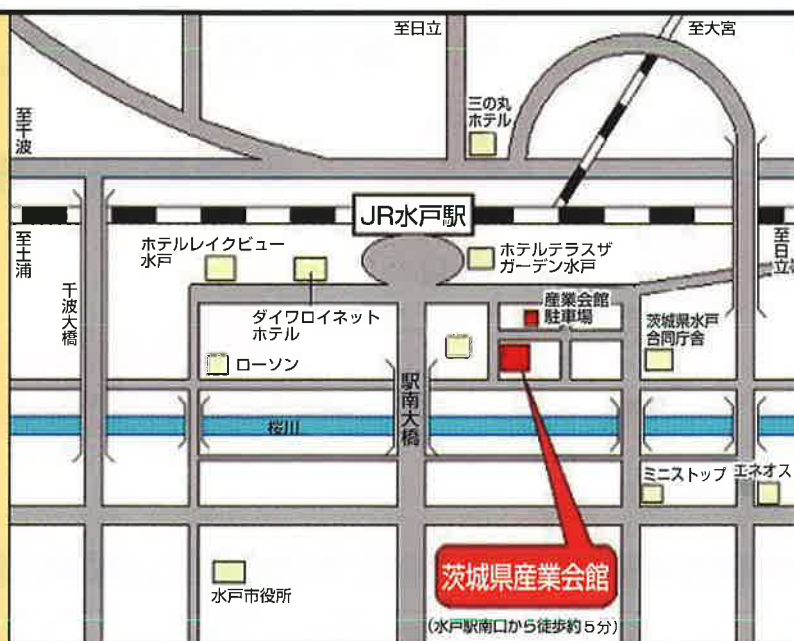 至日立
至大宮
三の丸
ホテル
至千波
JR水戸駅
至土浦
ホテルレイクビュー
水戸
ホテルテラスザ
ガーデン水戸
至日立
千波大橋
ダイワロイネット
ホテル
産業会館
駐車場
茨城県水戸
合同庁舎
ローソン
駅南大橋
桜川
ミニストップ
エネオス
茨城県産業会館
水戸市役所
(水戸駅南口から徒歩約5分)